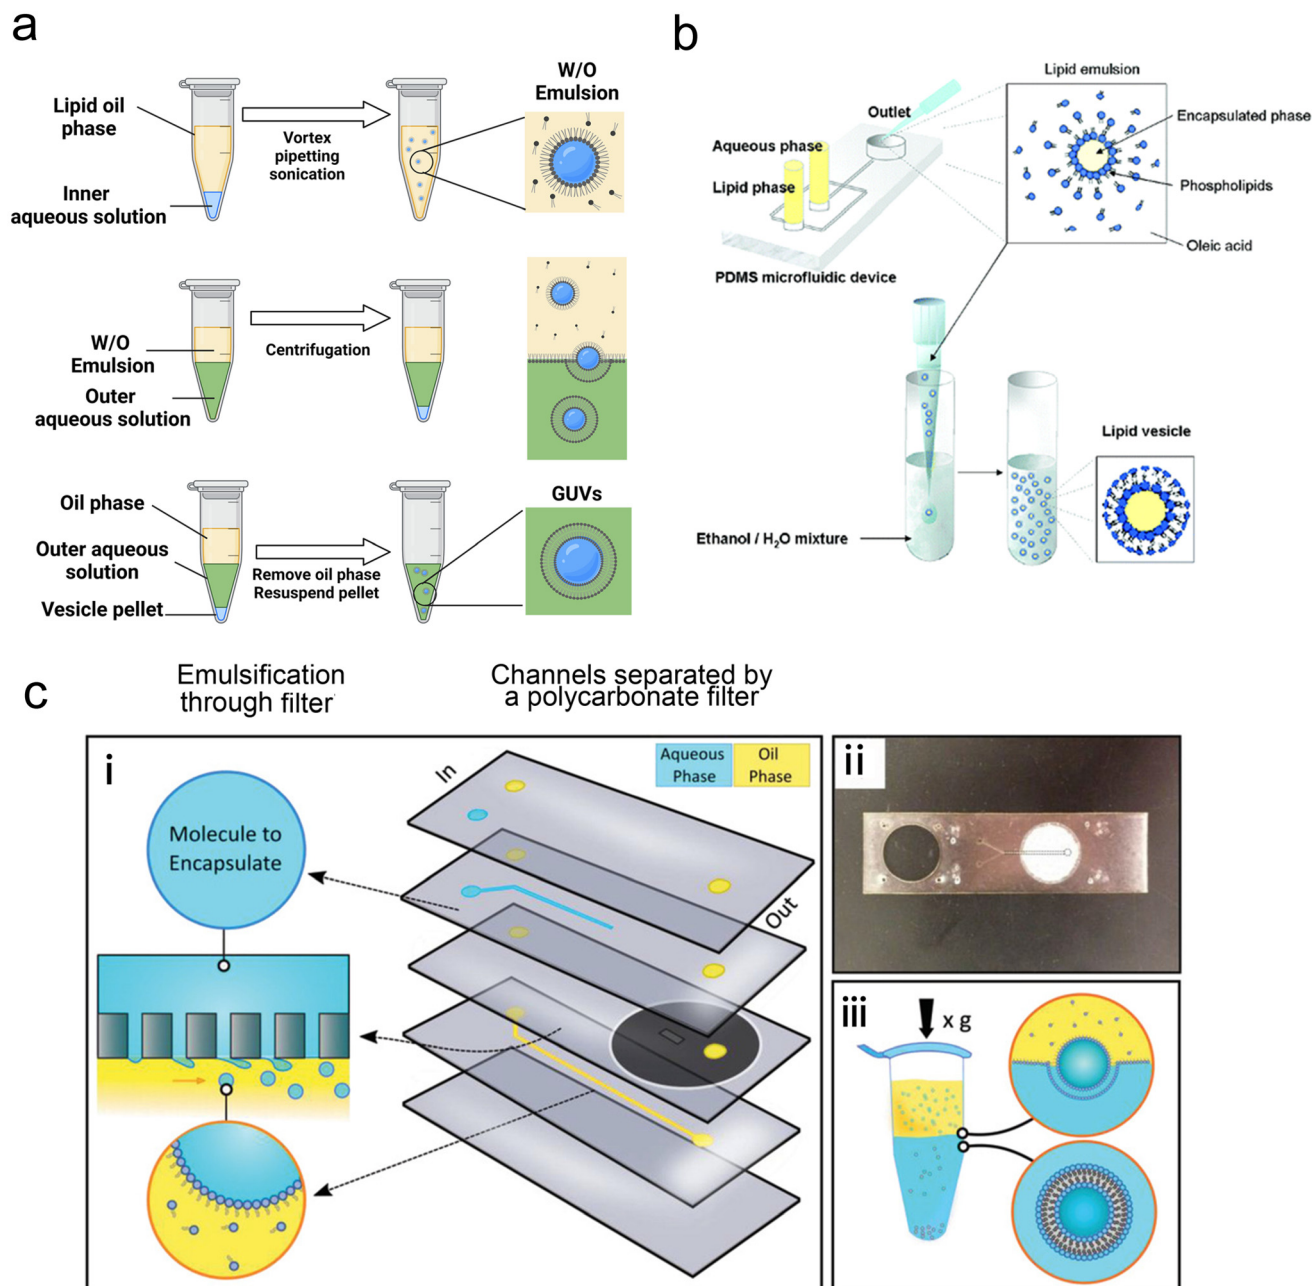 a
Lipid oil
phase
Inner
aqueous solution
Vortex
pipetting
sonication
W/O
Emulsion
W/O
Emulsion
Outer
aqueous solution
Centrifugation
Oil phase
Outer aqueous
solution
Vesicle pellet
Remove oil phase
Resuspend pellet
GUVs
b
Lipid emulsion
Outlet
Aqueous phase
Lipid phase
PDMS microfluidic device
Encapsulated phase
Phospholipids
Oleic acid
Ethanol / H₂O mixture
Lipid vesicle
c
Emulsification
through filter
Channels separated by
a polycarbonate filter
i
Molecule to
Encapsulate
In
Out
Aqueous
Phase
Oil
Phase
ii
iii
x g